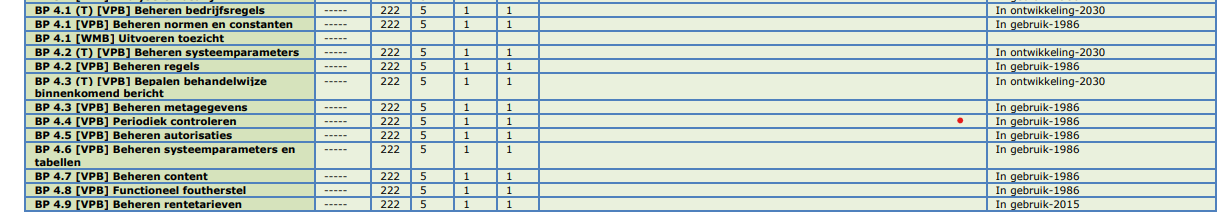 BP 4.1 (T) [VPB] Beheren bedrijfsregels ----- 222 5 1 1 In ontwikkeling-2030
BP 4.1 [VPB] Beheren normen en constanten ----- 222 5 1 1 In gebruik-1986
BP 4.1 [WMB] Uitvoeren toezicht -----
BP 4.2 (T) [VPB] Beheren systeemparameters ----- 222 5 1 1 In ontwikkeling-2030
BP 4.2 [VPB] Beheren regels ----- 222 5 1 1 In gebruik-1986
BP 4.3 (T) [VPB] Bepalen behandelwijze ----- 222 5 1 1 In ontwikkeling-2030
binnenkomend bericht
BP 4.3 [VPB] Beheren metagegevens ----- 222 5 1 1 In gebruik-1986
BP 4.4 [VPB] Periodiek controleren ----- 222 5 1 1 In gebruik-1986
BP 4.5 [VPB] Beheren autorisaties ----- 222 5 1 1 In gebruik-1986
BP 4.6 [VPB] Beheren systeemparameters en ----- 222 5 1 1 In gebruik-1986
tabellen
BP 4.7 [VPB] Beheren content ----- 222 5 1 1 In gebruik-1986
BP 4.8 [VPB] Functioneel foutherstel ----- 222 5 1 1 In gebruik-1986
BP 4.9 [VPB] Beheren rentetarieven ----- 222 5 1 1 In gebruik-2015